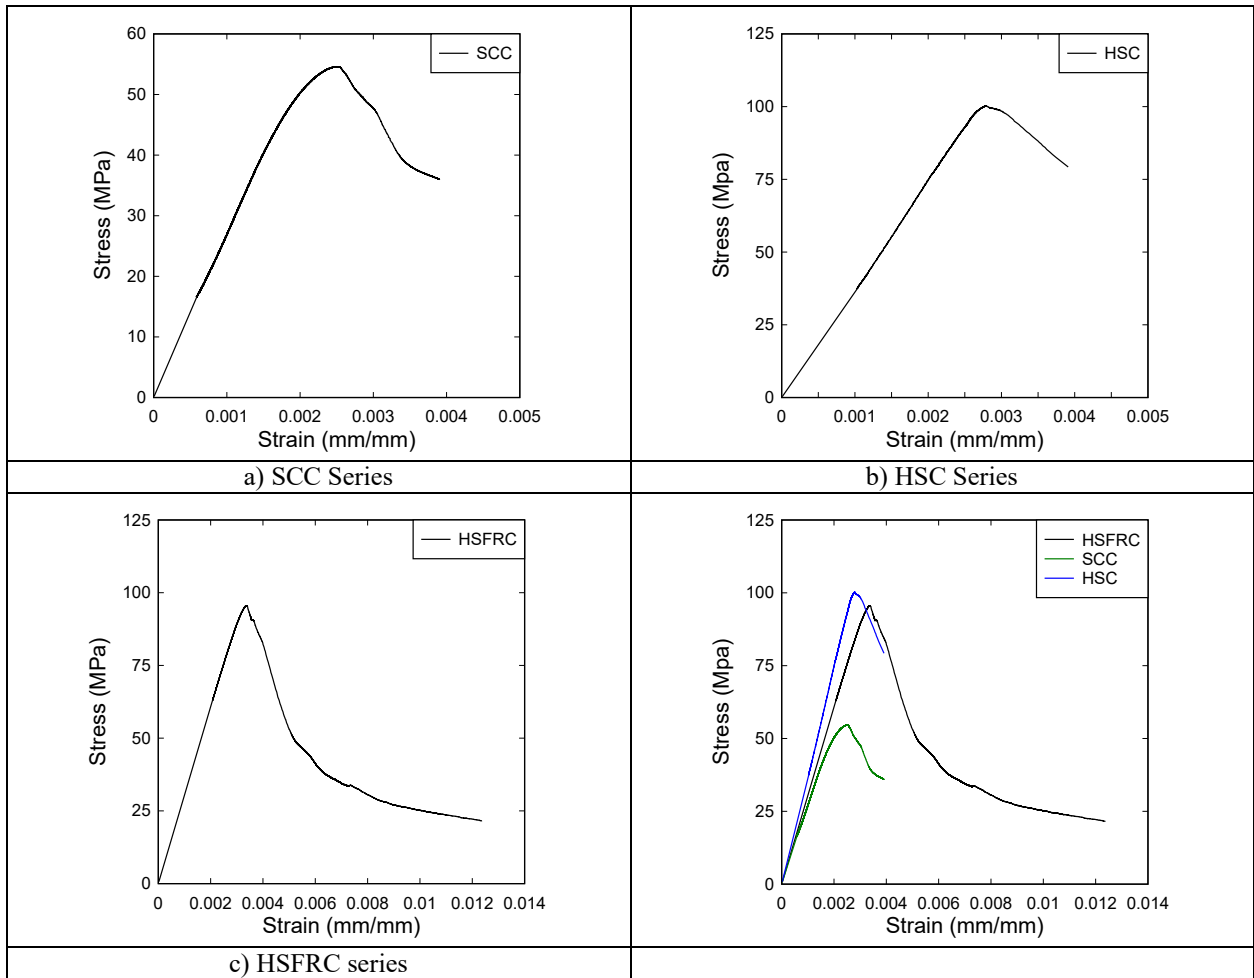 60
50
40
30
20
10
0
Stress (MPa)
SCC
0 0.001 0.002 0.003 0.004 0.005
Strain (mm/mm)
125
100
75
50
25
0
Stress (Mpa)
HSC
0 0.001 0.002 0.003 0.004 0.005
Strain (mm/mm)
a) SCC Series
b) HSC Series
125
100
75
50
25
0
Stress (MPa)
HSFRC
0 0.002 0.004 0.006 0.008 0.01 0.012 0.014
Strain (mm/mm)
125
100
75
50
25
0
Stress (Mpa)
HSFRC
SCC
HSC
0 0.002 0.004 0.006 0.008 0.01 0.012 0.014
Strain (mm/mm)
c) HSFRC series